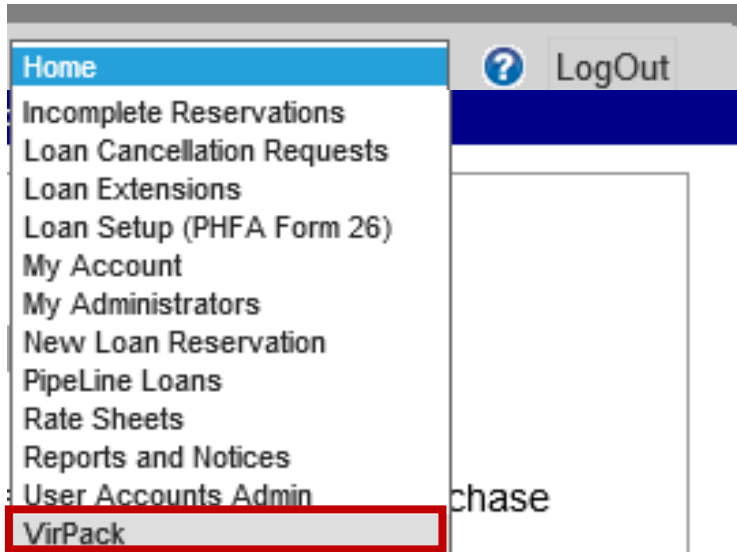 Home
LogOut
Incomplete Reservations
Loan Cancellation Requests
Loan Extensions
Loan Setup (PHFA Form 26)
My Account
My Administrators
New Loan Reservation
PipeLine Loans
Rate Sheets
Reports and Notices
User Accounts Admin
chase
VirPack